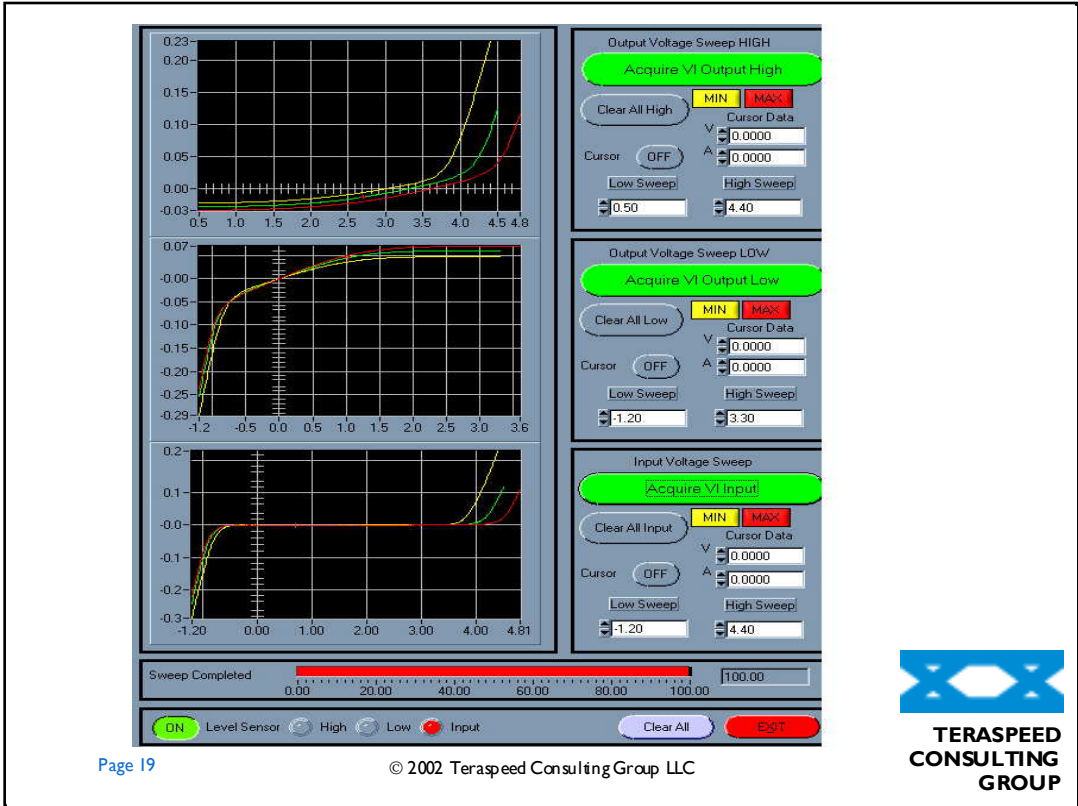 0.23
0.20
0.15
0.10
0.05
0.00
-0.03
0.5 1.0 1.5 2.0 2.5 3.0 3.5 4.0 4.5 4.8
Output Voltage Sweep HIGH
Acquire VI Output High
Clear All High
MIN MAX
Cursor Data
V 0.0000
Cursor OFF A 0.0000
Low Sweep High Sweep
0.50 4.40
0.07
-0.00
-0.05
-0.10
-0.15
-0.20
-0.25
-0.29
-1.2 -0.5 0.0 0.5 1.0 1.5 2.0 2.5 3.0 3.6
Output Voltage Sweep LOW
Acquire VI Output Low
Clear All Low
MIN MAX
Cursor Data
V 0.0000
Cursor OFF A 0.0000
Low Sweep High Sweep
-1.20 3.30
0.2
0.1
-0.0
-0.1
-0.2
-0.3
-1.20 0.00 1.00 2.00 3.00 4.00 4.81
Input Voltage Sweep
Acquire VI Input
Clear All Input
MIN MAX
Cursor Data
V 0.0000
Cursor OFF A 0.0000
Low Sweep High Sweep
-1.20 4.40
Sweep Completed
0.00 20.00 40.00 60.00 80.00 100.00
100.00
ON Level Sensor High Low Input Clear All EXIT
Page 19
© 2002 Teraspeed Consulting Group LLC
TERASPEED
CONSULTING
GROUP